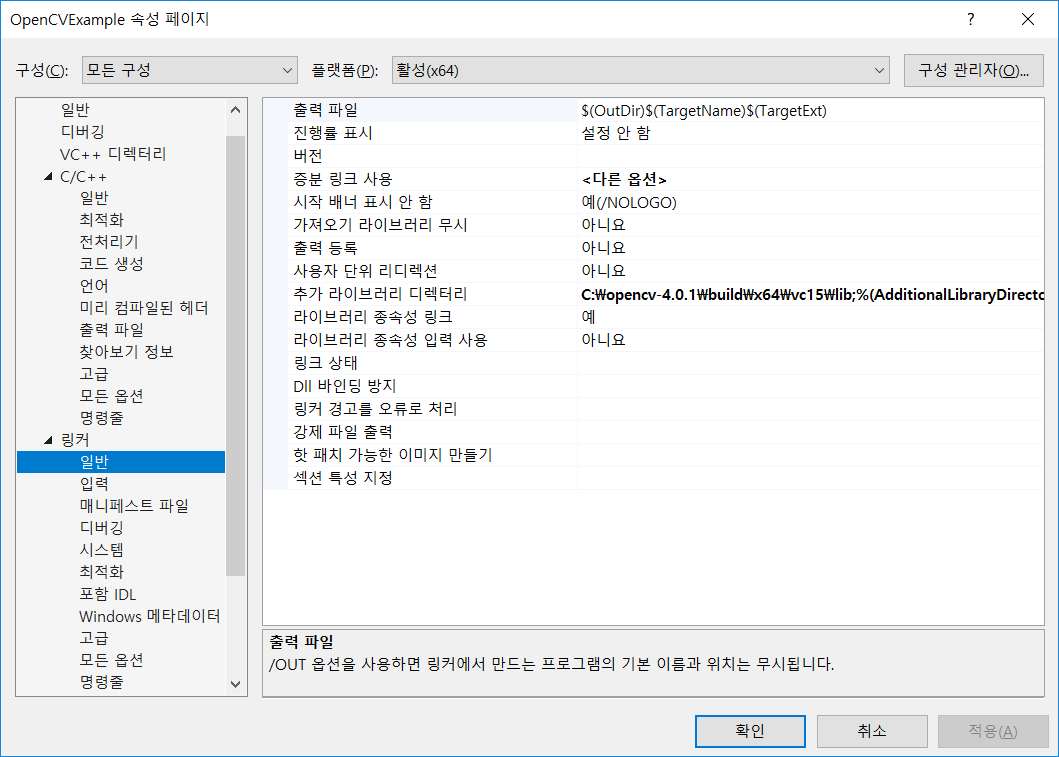 OpenCVExample 속성 페이지
구성(C): 모든 구성 플랫폼(P): 활성(x64) 구성 관리자(O)...
일반
디버깅
VC++ 디렉터리
C/C++
일반
최적화
전처리기
코드 생성
언어
미리 컴파일된 헤더
출력 파일
찾아보기 정보
고급
모든 옵션
명령줄
링커
일반
입력
매니페스트 파일
디버깅
시스템
최적화
포함 IDL
Windows 메타데이터
고급
모든 옵션
명령줄
출력 파일 $(OutDir)$(TargetName)$(TargetExt)
진행률 표시 설정 안 함
버전
증분 링크 사용 <다른 옵션>
시작 배너 표시 안 함 예(/NOLOGO)
가져오기 라이브러리 무시 아니요
출력 등록 아니요
사용자 단위 리디렉션 아니요
추가 라이브러리 디렉터리 C:₩opencv-4.0.1₩build₩x64₩vc15₩lib;%(AdditionalLibraryDirectc
라이브러리 종속성 링크 예
라이브러리 종속성 입력 사용 아니요
링크 상태
Dll 바인딩 방지
링커 경고를 오류로 처리
강제 파일 출력
핫 패치 가능한 이미지 만들기
섹션 특성 지정
출력 파일
/OUT 옵션을 사용하면 링커에서 만드는 프로그램의 기본 이름과 위치는 무시됩니다.
확인 취소 적용(A)